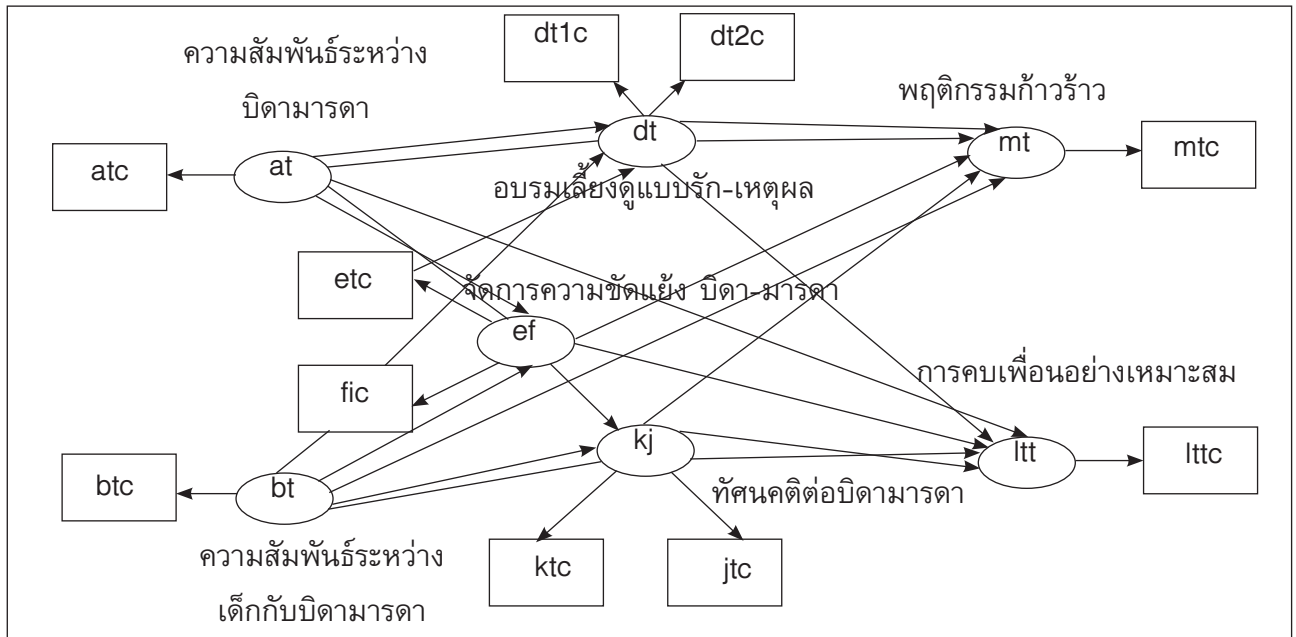 dt1c
dt2c
ความสัมพันธ์ระหว่าง
บิดามารดา
พฤติกรรมก้าวร้าว
dt
mt
mtc
atc
at
อบรมเลี้ยงดูแบบรัก-เหตุผล
etc
จัดการความขัดแย้ง บิดา-มารดา
ef
fic
การคบเพื่อนอย่างเหมาะสม
kj
ltt
lttc
btc
bt
ทัศนคติต่อบิดามารดา
ความสัมพันธ์ระหว่าง
เด็กกับบิดามารดา
ktc
jtc